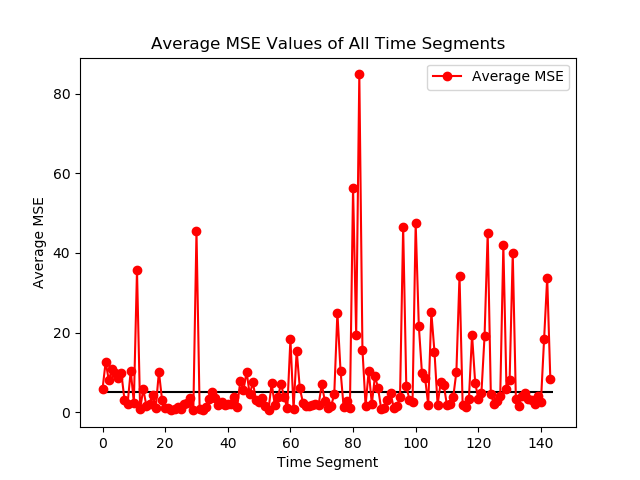 Average MSE Values of All Time Segments
Average MSE
Average MSE
80
60
40
20
0
0 20 40 60 80 100 120 140
Time Segment